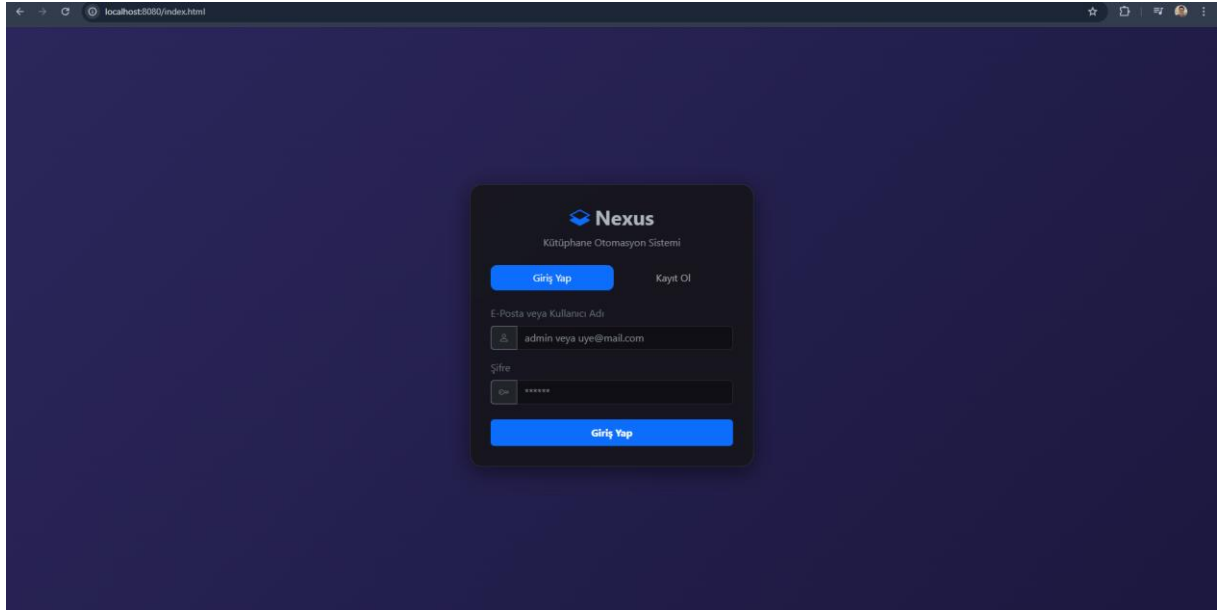 localhost:8080/index.html
Nexus
Kütüphane Otomasyon Sistemi
Giriş Yap Kayıt Ol
E-Posta veya Kullanıcı Adı
admin veya uye@mail.com
Şifre
******
Giriş Yap